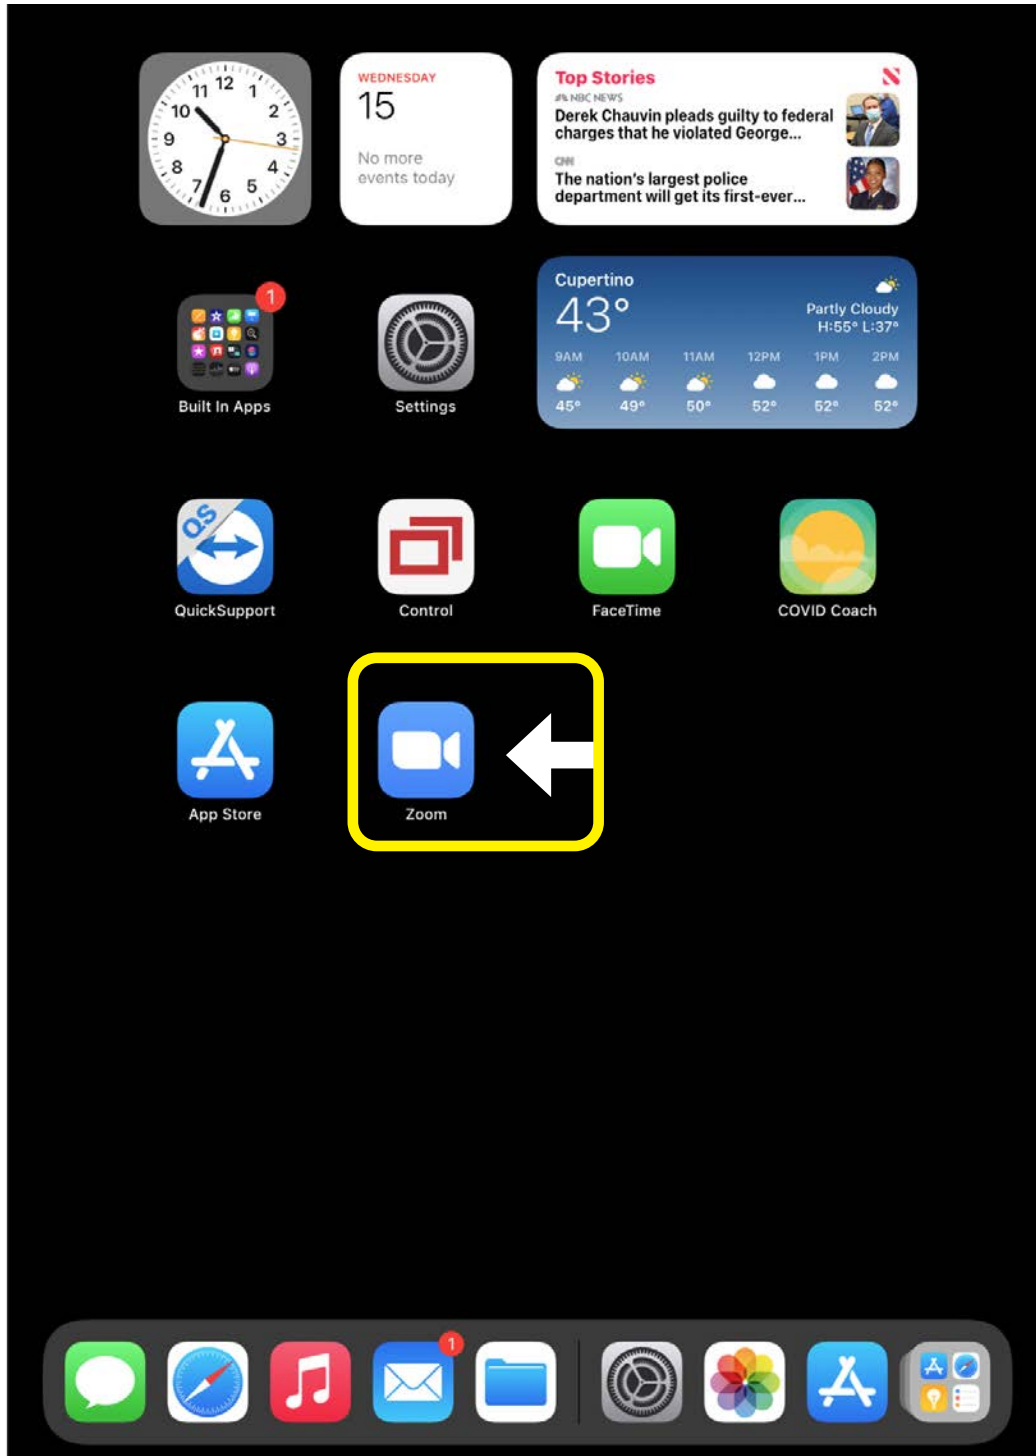 11 12 1
10 2
9 3
8 4
7 6 5
WEDNESDAY
15
No more
events today
Top Stories
NBC NEWS
Derek Chauvin pleads guilty to federal
charges that he violated George...
CNN
The nation's largest police
department will get its first-ever...
1
Built In Apps
Settings
Cupertino
43°
Partly Cloudy
H:55° L:37°
9AM 10AM 11AM 12PM 1PM 2PM
45° 49° 50° 52° 52° 52°
QS
QuickSupport
Control
FaceTime
COVID Coach
App Store
Zoom
1